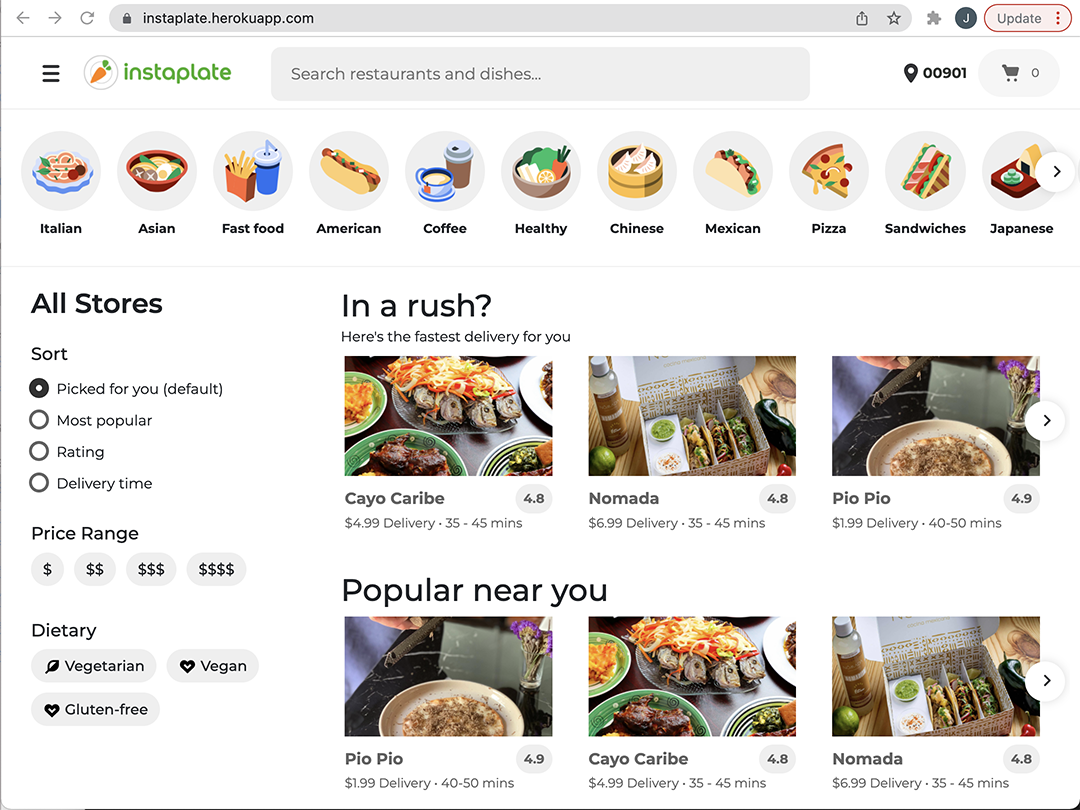 instaplate.herokuapp.com
J
Update
instaplate
Search restaurants and dishes...
00901
0
Italian
Asian
Fast food
American
Coffee
Healthy
Chinese
Mexican
Pizza
Sandwiches
Japanese
All Stores
Sort
Picked for you (default)
Most popular
Rating
Delivery time
Price Range
$ $$ $$$ $$$$
Dietary
Vegetarian Vegan
Gluten-free
In a rush?
Here's the fastest delivery for you
Cayo Caribe 4.8
$4.99 Delivery • 35 - 45 mins
Nomada 4.8
$6.99 Delivery • 35 - 45 mins
Pio Pio 4.9
$1.99 Delivery • 40-50 mins
Popular near you
Pio Pio 4.9
$1.99 Delivery • 40-50 mins
Cayo Caribe 4.8
$4.99 Delivery • 35 - 45 mins
Nomada 4.8
$6.99 Delivery • 35 - 45 mins